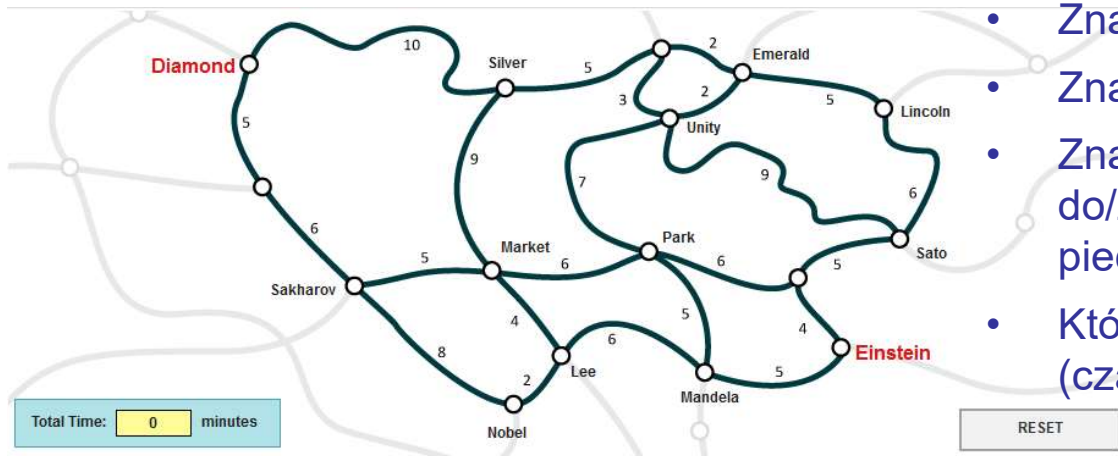 Diamond
10
Silver
5
2
Emerald
5
3
2
Unity
5
Lincoln
9
7
9
6
6
Sakharov
5
Market
6
Park
6
5
Sato
8
4
6
5
4
Einstein
2
Lee
Mandela
5
Nobel
Total Time: 0 minutes
RESET
• Zna
• Zna
• Zna
do/
pie
• Któ
(cza